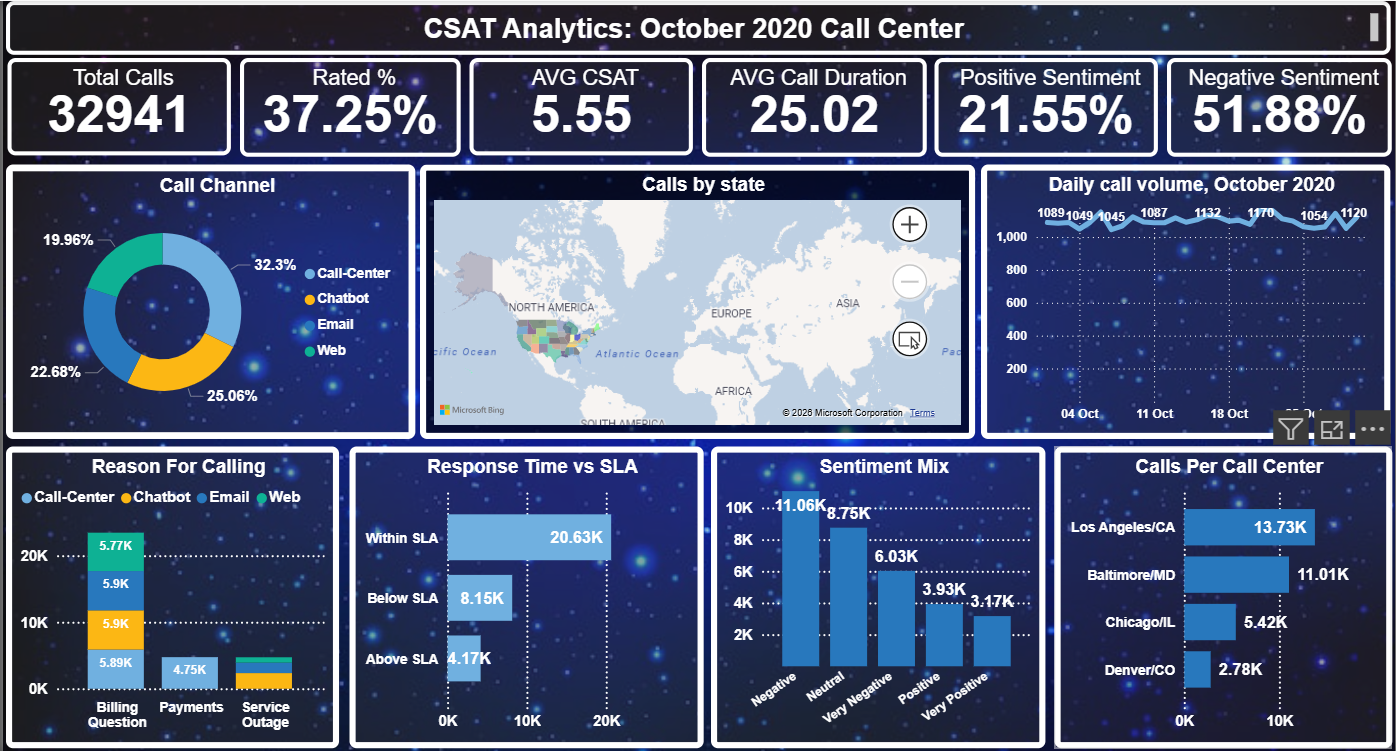 CSAT Analytics: October 2020 Call Center
Total Calls
32941
Rated %
37.25%
AVG CSAT
5.55
AVG Call Duration
25.02
Positive Sentiment
21.55%
Negative Sentiment
51.88%
Call Channel
19.96%
32.3%
22.68%
25.06%
Call-Center
Chatbot
Email
Web
Calls by state
NORTH AMERICA
EUROPE
ASIA
cific Ocean
Atlantic Ocean
Pac
AFRICA
SOUTH AMERICA
Microsoft Bing
© 2026 Microsoft Corporation Terms
Daily call volume, October 2020
1089 1049 1045 1087 1132 1170 1054 1120
1,000
800
600
400
200
04 Oct 11 Oct 18 Oct
Reason For Calling
Call-Center Chatbot Email Web
20K
10K
0K
5.77K
5.9K
5.9K
5.89K
4.75K
Billing Question
Payments
Service Outage
Response Time vs SLA
Within SLA 20.63K
Below SLA 8.15K
Above SLA 4.17K
0K 10K 20K
Sentiment Mix
10K
8K
6K
4K
2K
11.06K
8.75K
6.03K
3.93K
3.17K
Negative
Neutral
Very Negative
Positive
Very Positive
Calls Per Call Center
Los Angeles/CA 13.73K
Baltimore/MD 11.01K
Chicago/IL 5.42K
Denver/CO 2.78K
0K 10K